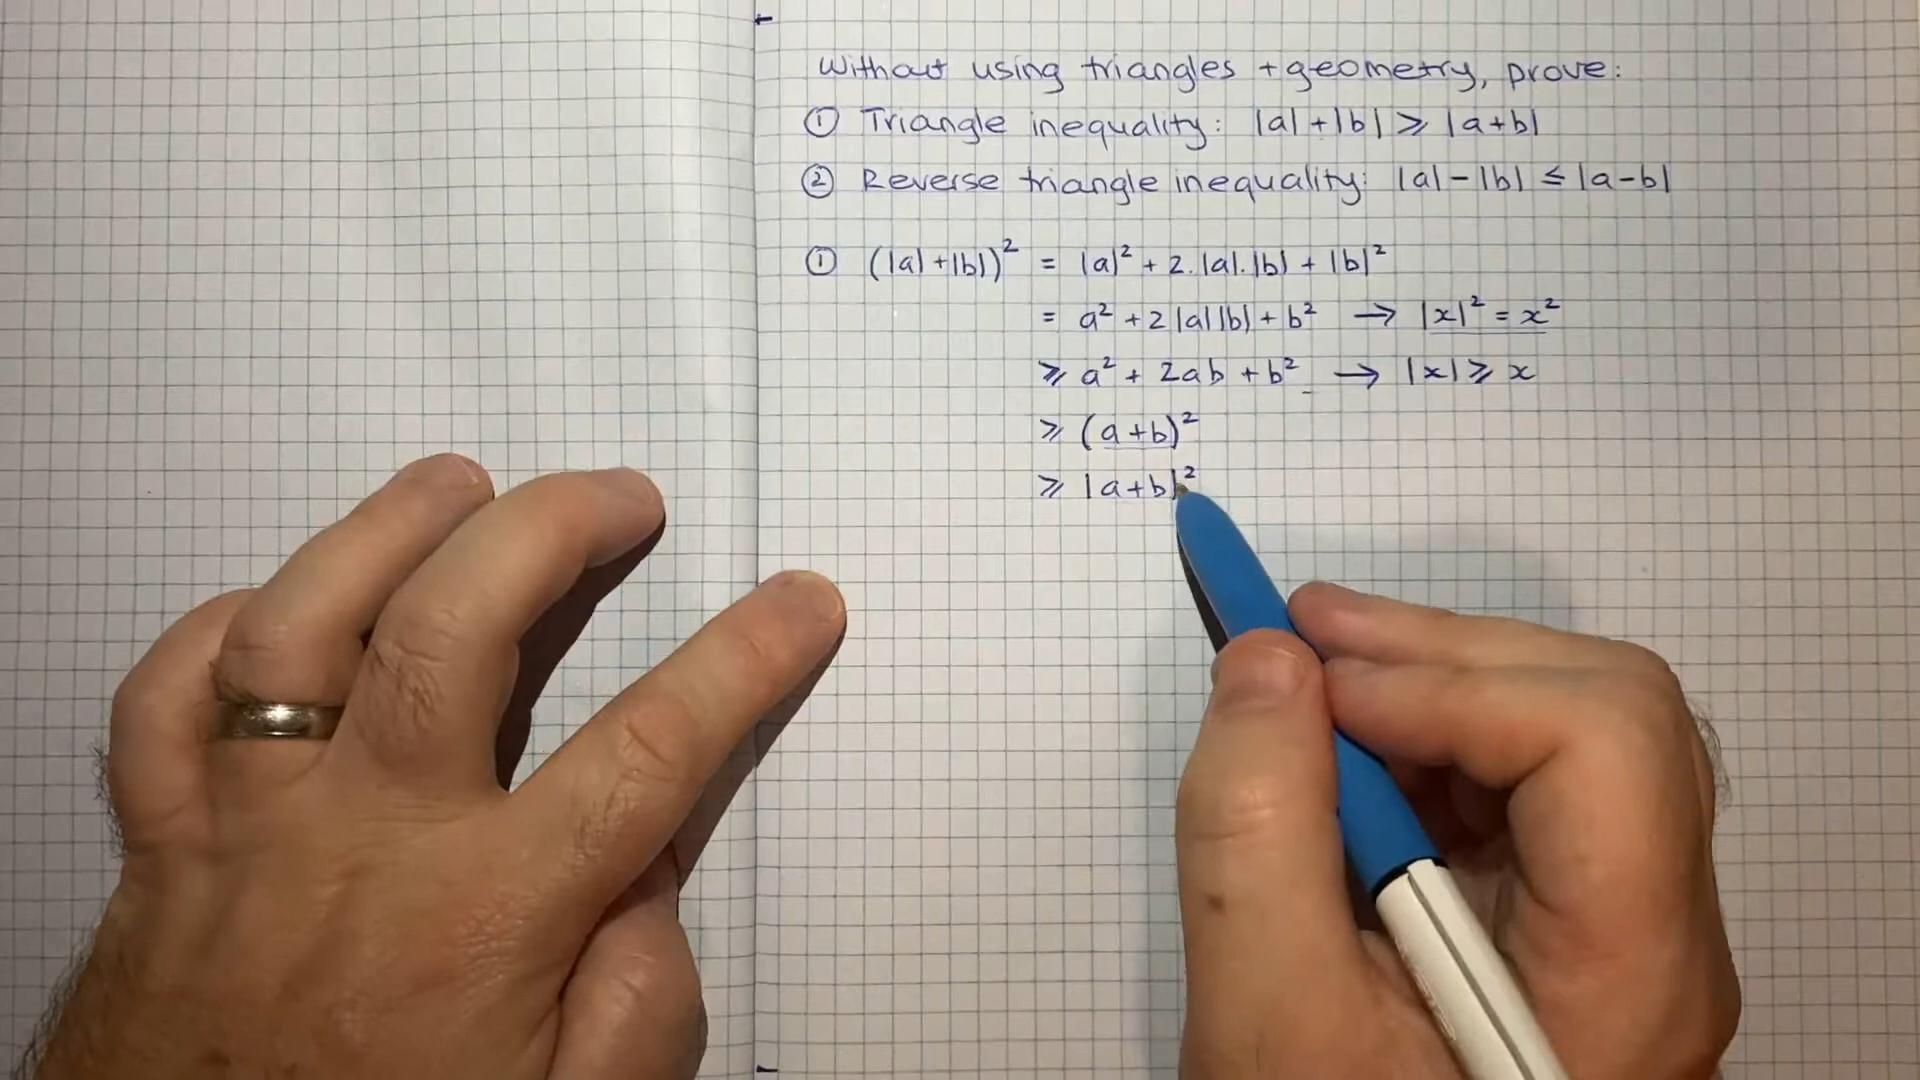 Without using triangles + geometry, prove:
① Triangle inequality: |a| + |b| ⩾ |a+b|
② Reverse triangle inequality: |a| - |b| ≤ |a-b|
① (|a| + |b|)² = |a|² + 2.|a|.|b| + |b|²
= a² + 2|a||b| + b² → |x|² = x²
⩾ a² + 2ab + b² → |x| ⩾ x
⩾ (a+b)²
⩾ |a+b|²